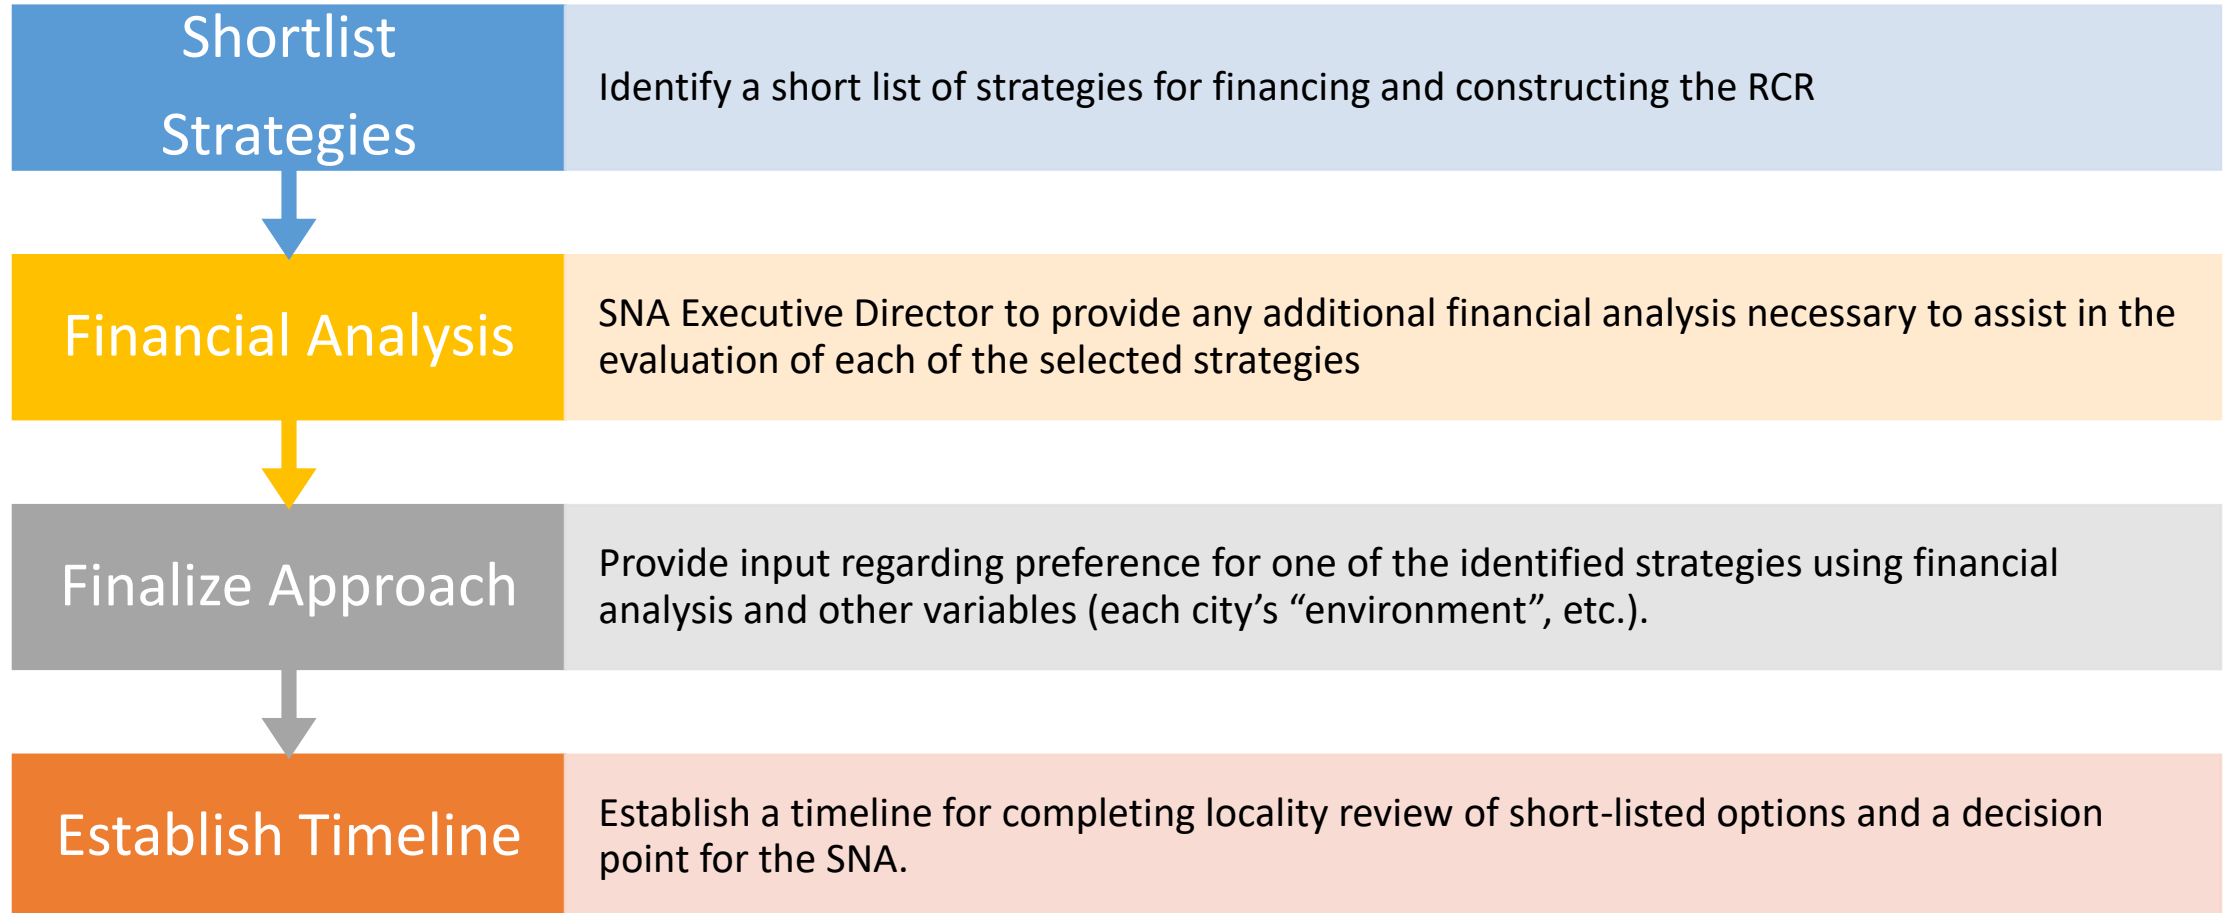 Shortlist
Strategies
Identify a short list of strategies for financing and constructing the RCR
Financial Analysis
SNA Executive Director to provide any additional financial analysis necessary to assist in the
evaluation of each of the selected strategies
Finalize Approach
Provide input regarding preference for one of the identified strategies using financial
analysis and other variables (each city’s “environment”, etc.).
Establish Timeline
Establish a timeline for completing locality review of short-listed options and a decision
point for the SNA.